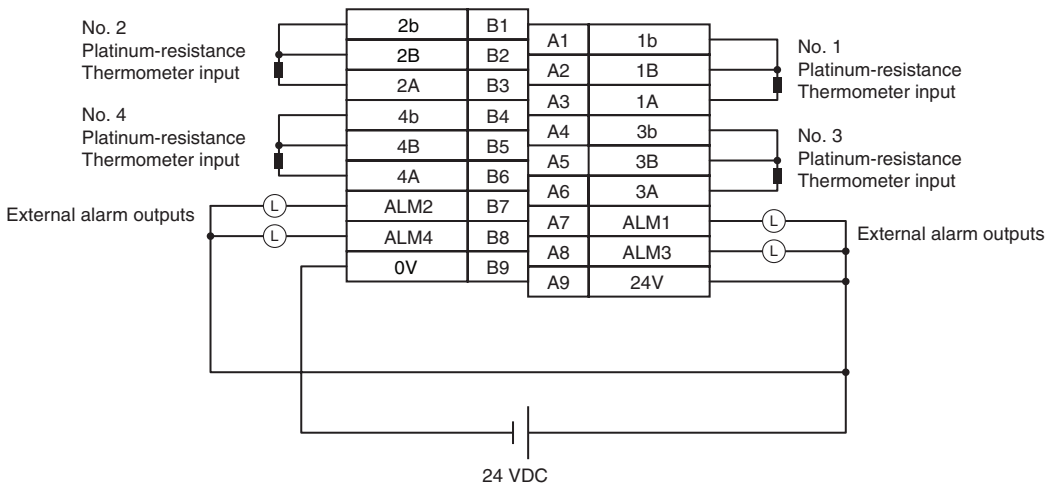 No. 2
Platinum-resistance
Thermometer input
No. 4
Platinum-resistance
Thermometer input
External alarm outputs
L
L
2b B1
2B B2
2A B3
4b B4
4B B5
4A B6
ALM2 B7
ALM4 B8
0V B9
A1 1b
A2 1B
A3 1A
A4 3b
A5 3B
A6 3A
A7 ALM1
A8 ALM3
A9 24V
No. 1
Platinum-resistance
Thermometer input
No. 3
Platinum-resistance
Thermometer input
L
L
External alarm outputs
24 VDC